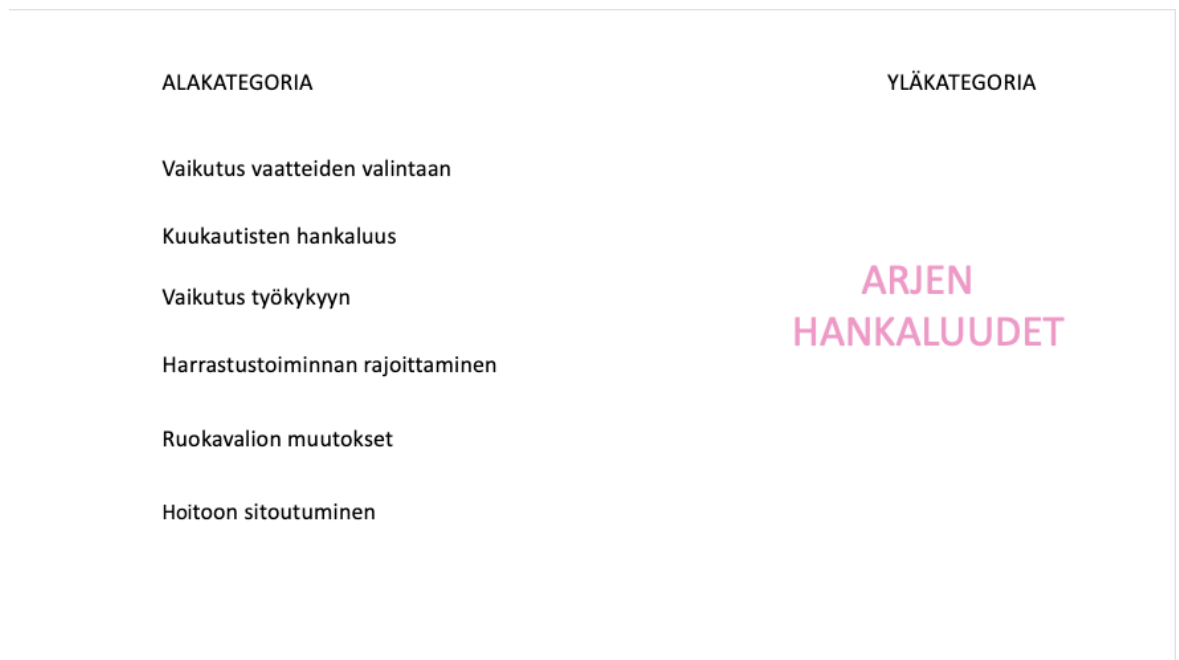 ALAKATEGORIA
YLÄKATEGORIA
Vaikutus vaatteiden valintaan
Kuukautisten hankaluus
Vaikutus työkykyyn
Harrastustoiminnan rajoittaminen
Ruokavalion muutokset
Hoitoon sitoutuminen
ARJEN
HANKALUUDET